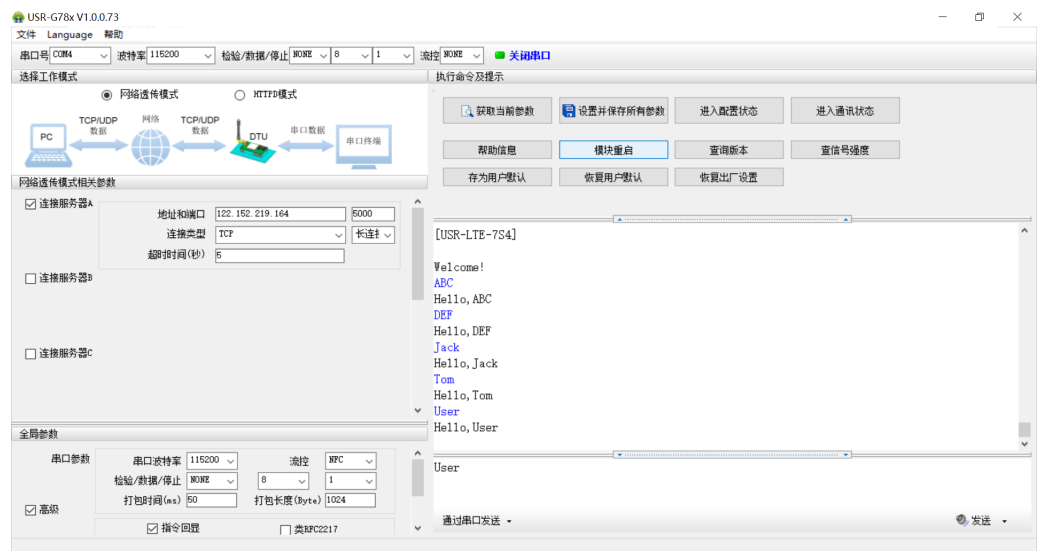 USR-G78x V1.0.0.73
文件 Language 帮助
串口号 COM4 波特率 115200 检验/数据/停止 NONE 8 1 流控 NONE 关闭串口
选择工作模式
网络透传模式 HTTPD模式
TCP/UDP 数据 网络 TCP/UDP 数据
PC DTU 串口数据 串口终端
网络透传模式相关参数
连接服务器A
地址和端口 122.152.219.164 5000
连接类型 TCP 长连接
超时时间(秒) 5
连接服务器B
连接服务器C
全局参数
串口参数 串口波特率 115200 流控 NFC
检验/数据/停止 NONE 8 1
打包时间(ms) 50 打包长度(Byte) 1024
高级
指令回显 类RFC2217
执行命令及提示
获取当前参数 设置并保存所有参数 进入配置状态 进入通讯状态
帮助信息 模块重启 查询版本 查信号强度
存为用户默认 恢复用户默认 恢复出厂设置
[USR-LTE-7S4]
Welcome!
ABC
Hello,ABC
DEF
Hello,DEF
Jack
Hello,Jack
Tom
Hello,Tom
User
Hello,User
User
通过串口发送 发送